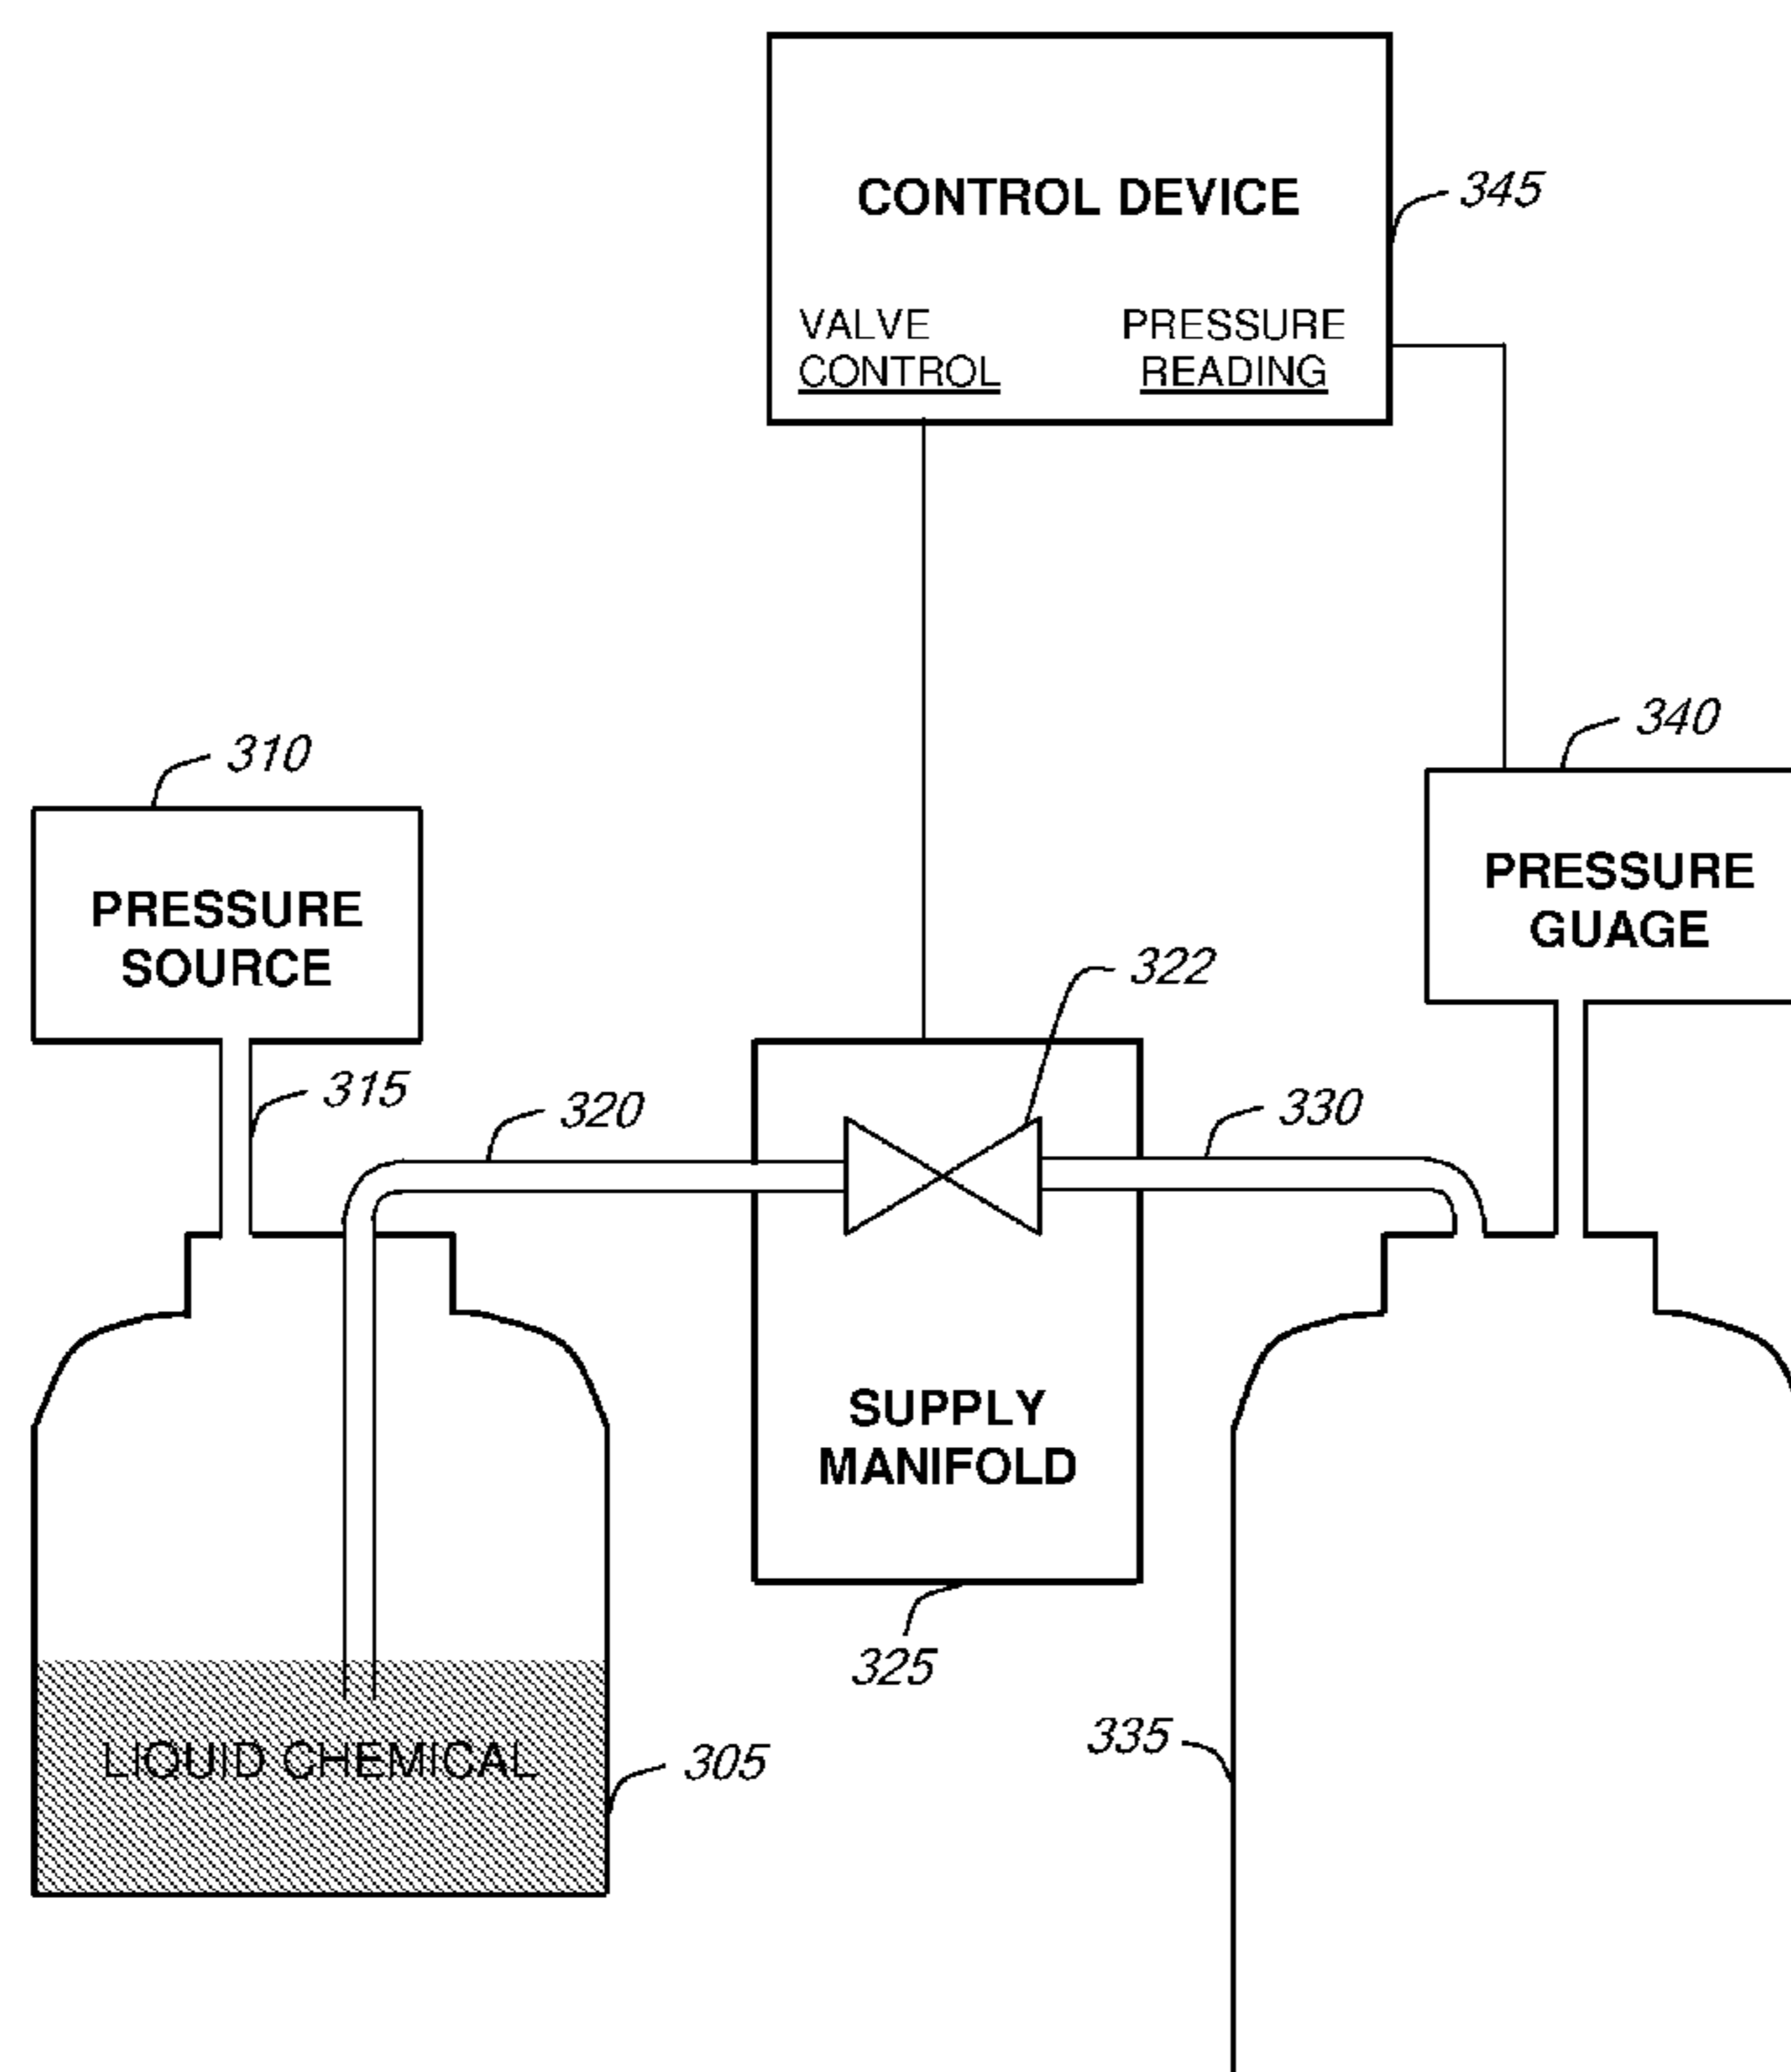 CONTROL DEVICE
345
VALVE
CONTROL
PRESSURE
READING
310
340
PRESSURE
SOURCE
PRESSURE
GUAGE
322
315
320
330
SUPPLY
MANIFOLD
325
335
LIQUID CHEMICAL
305